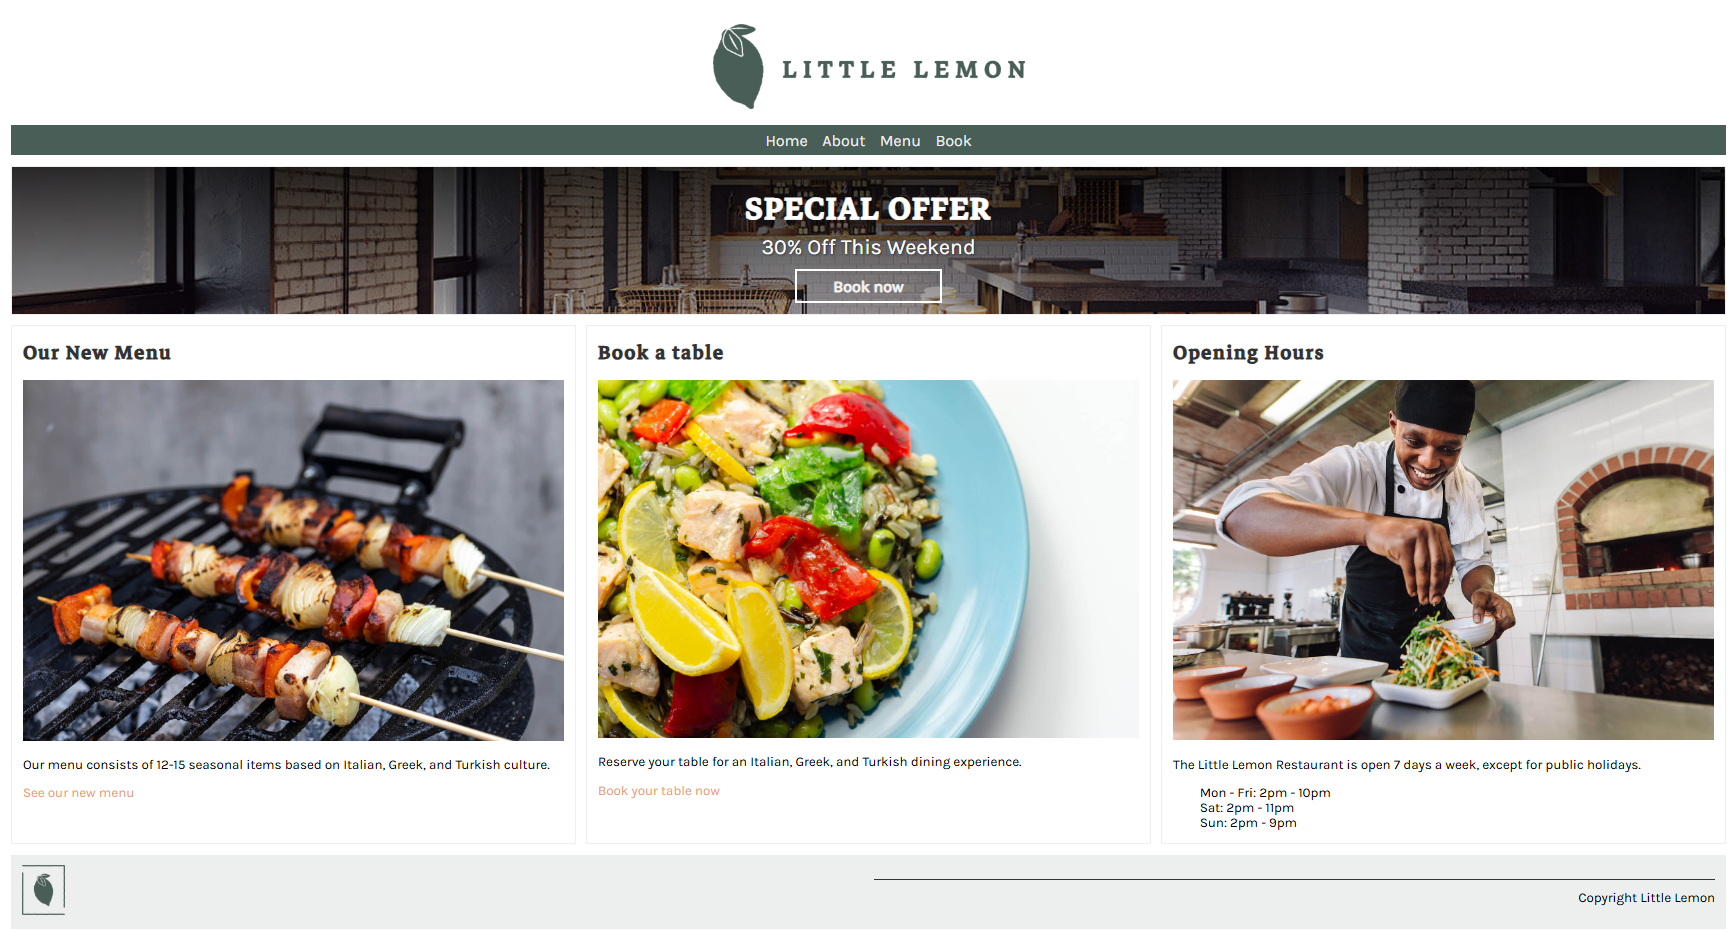 LITTLE LEMON
Home About Menu Book
SPECIAL OFFER
30% Off This Weekend
Book now
Our New Menu
Our menu consists of 12-15 seasonal items based on Italian, Greek, and Turkish culture.
See our new menu
Book a table
Reserve your table for an Italian, Greek, and Turkish dining experience.
Book your table now
Opening Hours
The Little Lemon Restaurant is open 7 days a week, except for public holidays.
Mon - Fri: 2pm - 10pm
Sat: 2pm - 11pm
Sun: 2pm - 9pm
Copyright Little Lemon